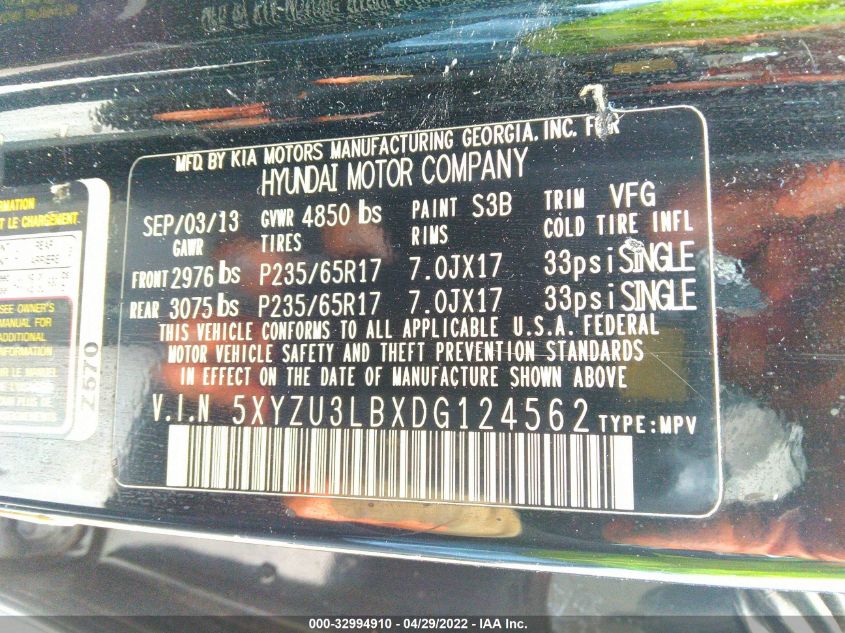 MFD. BY KIA MOTORS MANUFACTURING GEORGIA, INC. FOR
HYUNDAI MOTOR COMPANY
SEP/03/13 GVWR 4850 lbs PAINT S3B TRIM VFG
GAWR TIRES RIMS COLD TIRE INFL
FRONT 2976 lbs P235/65R17 7.0JX17 33psi SINGLE
REAR 3075 lbs P235/65R17 7.0JX17 33psi SINGLE
THIS VEHICLE CONFORMS TO ALL APPLICABLE U.S.A. FEDERAL
MOTOR VEHICLE SAFETY AND THEFT PREVENTION STANDARDS
IN EFFECT ON THE DATE OF MANUFACTURE SHOWN ABOVE
V.I.N 5XYZU3LBXDG124562 TYPE:MPV
LE CHARGEMENT
REAR
SEE OWNER'S
MANUAL FOR
ADDITIONAL
INFORMATION
2670
000-32994910 - 04/29/2022 - IAA Inc.